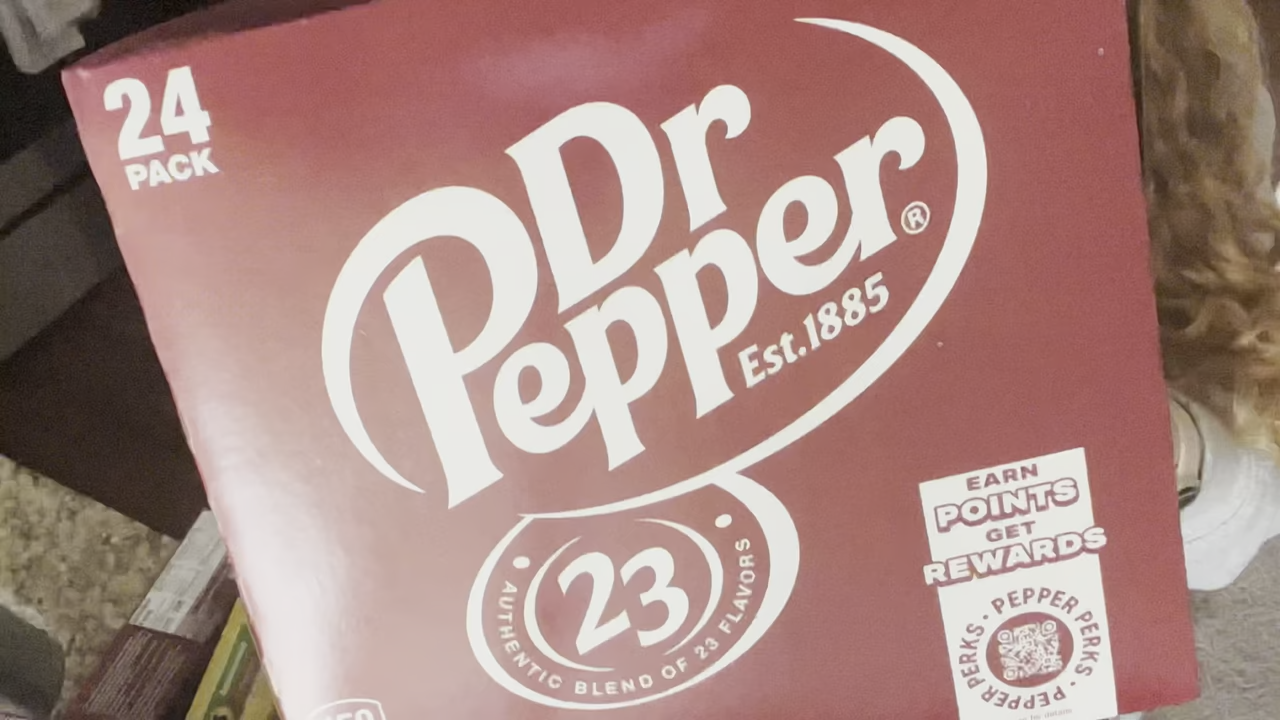 24
PACK
Dr
Pepper®
Est.1885
23
AUTHENTIC BLEND OF 23 FLAVORS
EARN
POINTS
GET
REWARDS
PEPPER PERKS · PEPPER PERKS ·